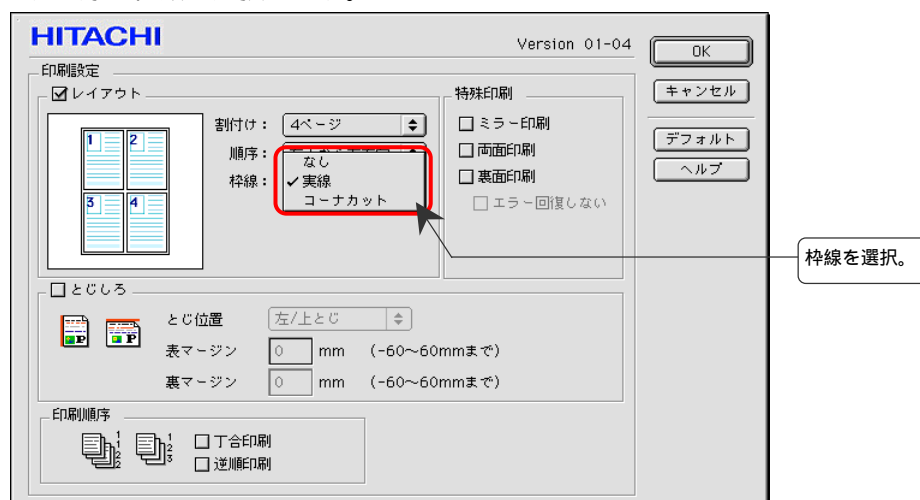 HITACHI
Version 01-04
OK
キャンセル
デフォルト
ヘルプ
印刷設定
レイアウト
割付け： 4ページ
順序：
枠線：
なし
✓実線
コーナカット
1 2
3 4
特殊印刷
ミラー印刷
両面印刷
裏面印刷
エラー回復しない
枠線を選択。
とじしろ
とじ位置 左/上とじ
表マージン 0 mm (-60〜60mmまで)
裏マージン 0 mm (-60〜60mmまで)
P P
印刷順序
1 1 2 2
1 2 3
丁合印刷
逆順印刷